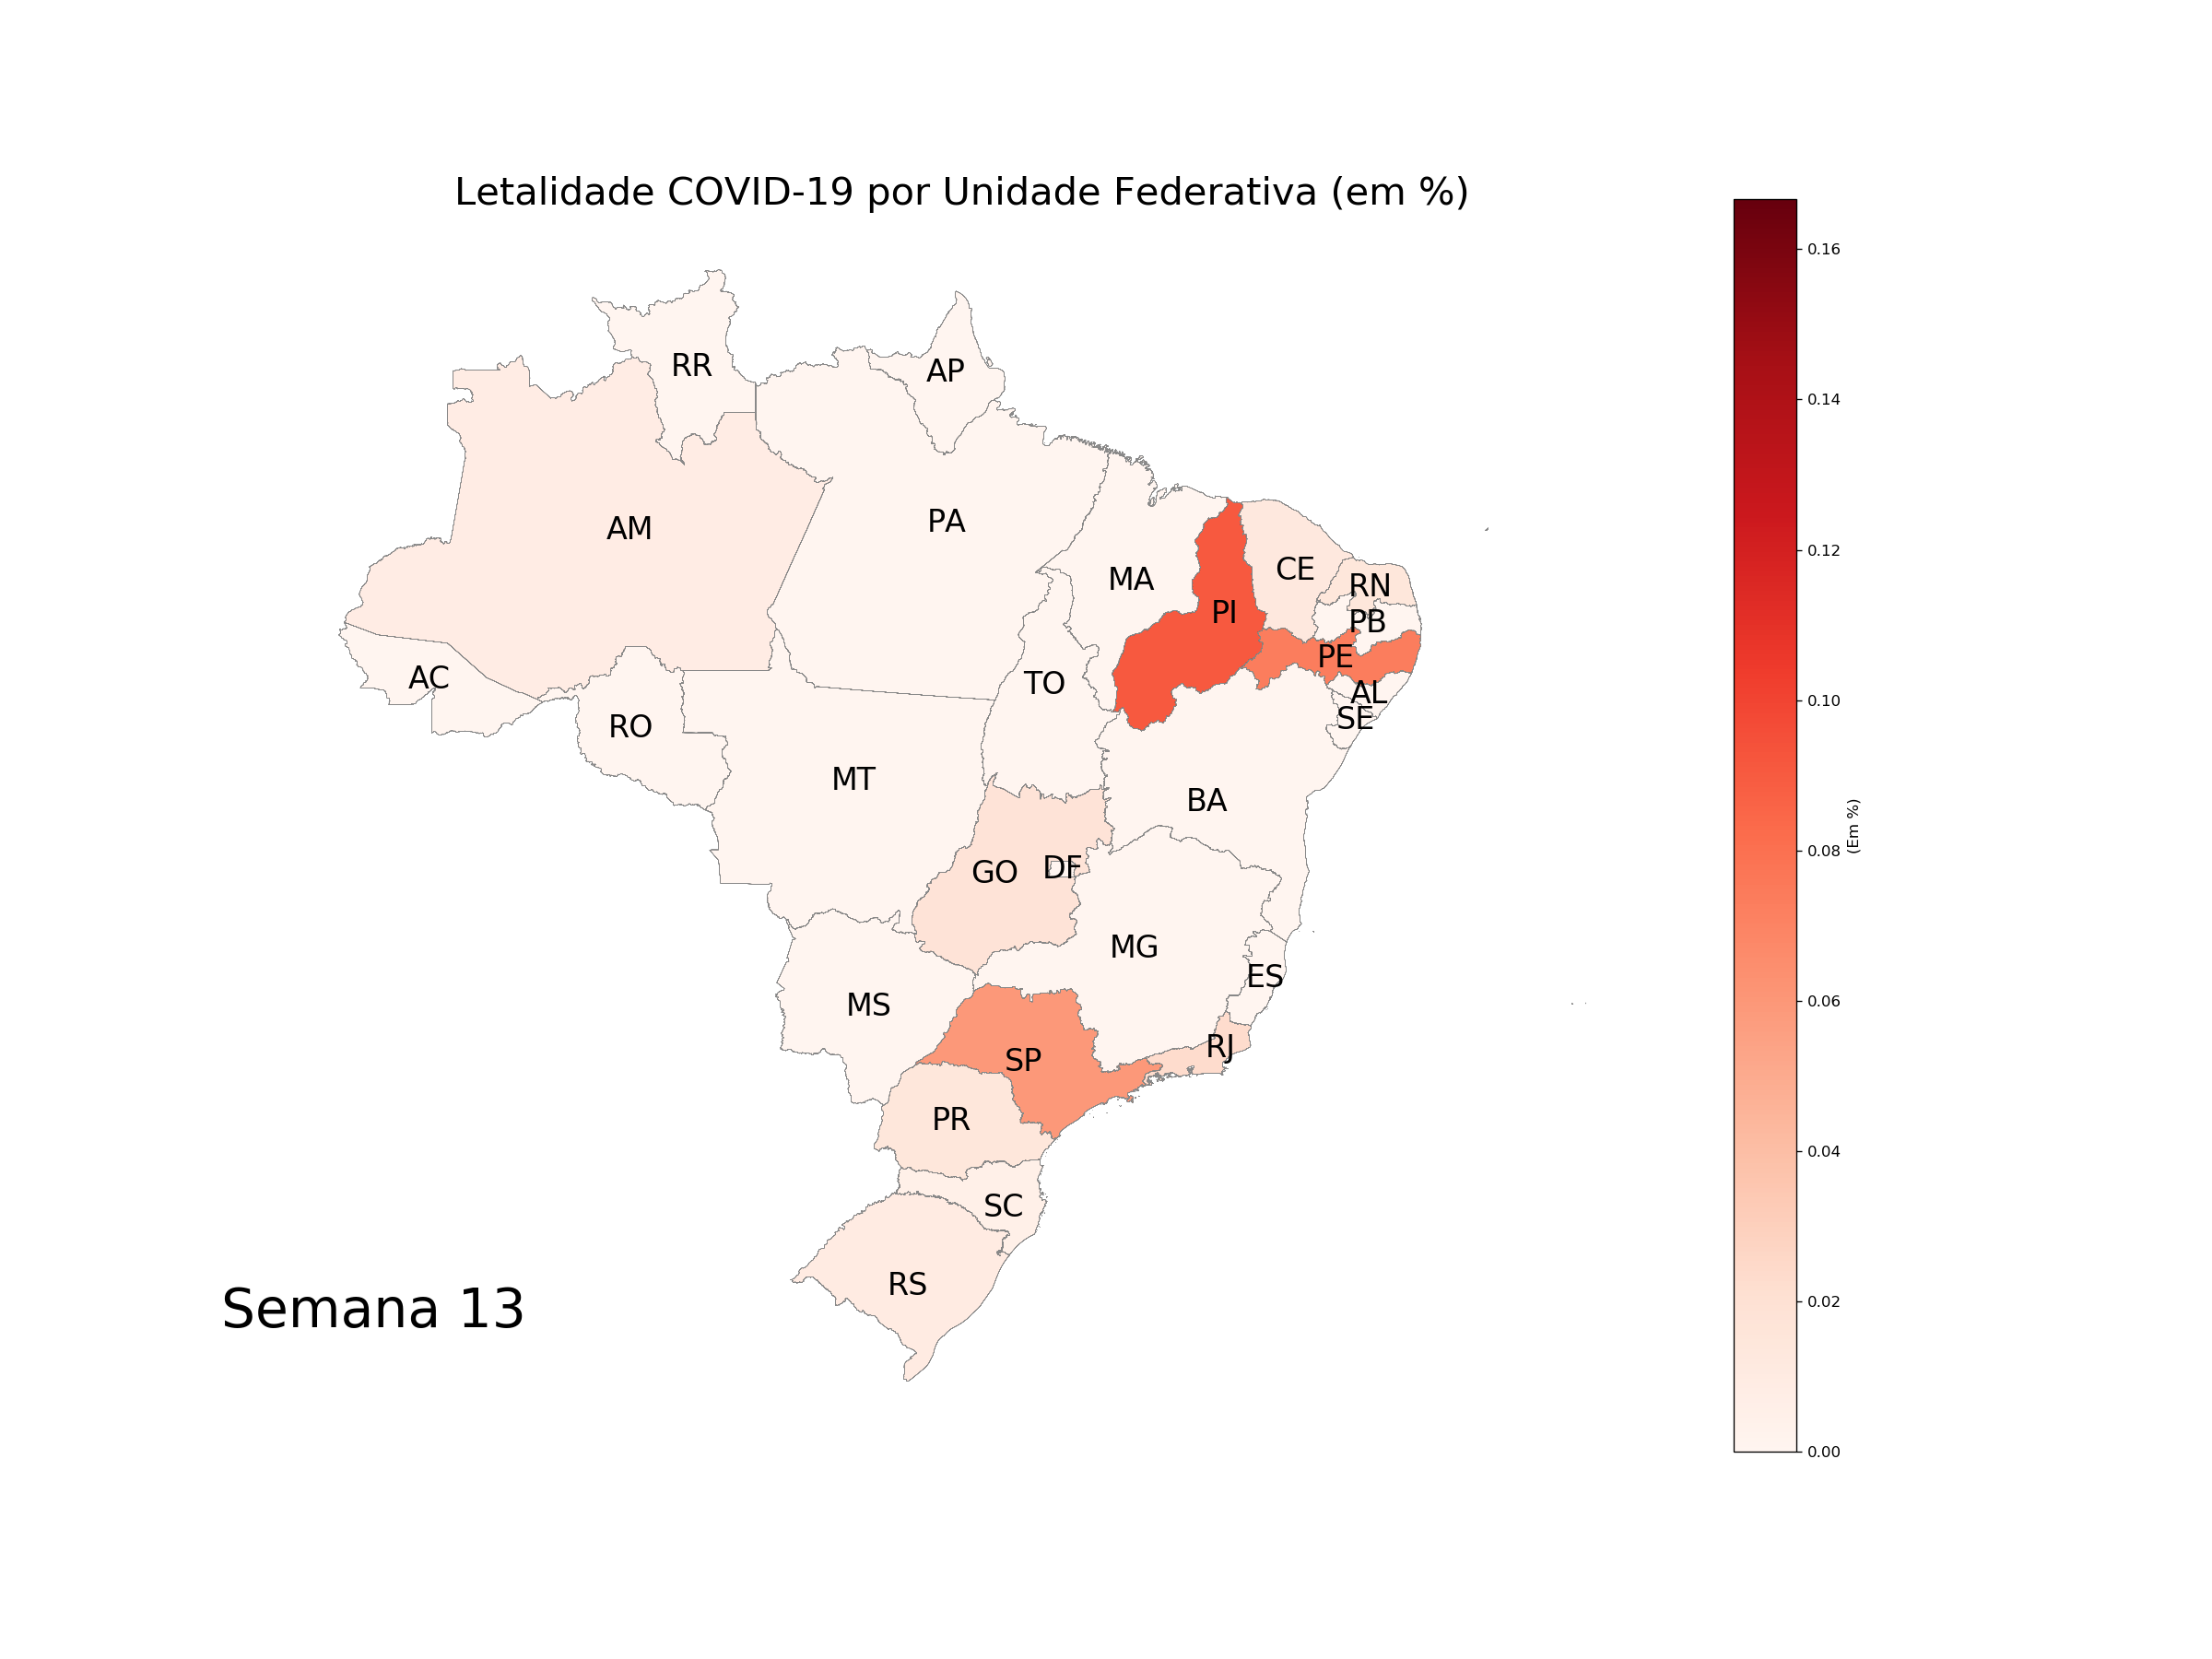 Letalidade COVID-19 por Unidade Federativa (em %)
RR
AP
AM
PA
MA
CE
RN
PI
PB
PE
AC
TO
AL
SE
RO
MT
BA
GO
DF
MG
ES
MS
RJ
SP
PR
SC
RS
Semana 13
0.16
0.14
0.12
0.10
0.08
0.06
0.04
0.02
0.00
(Em %)